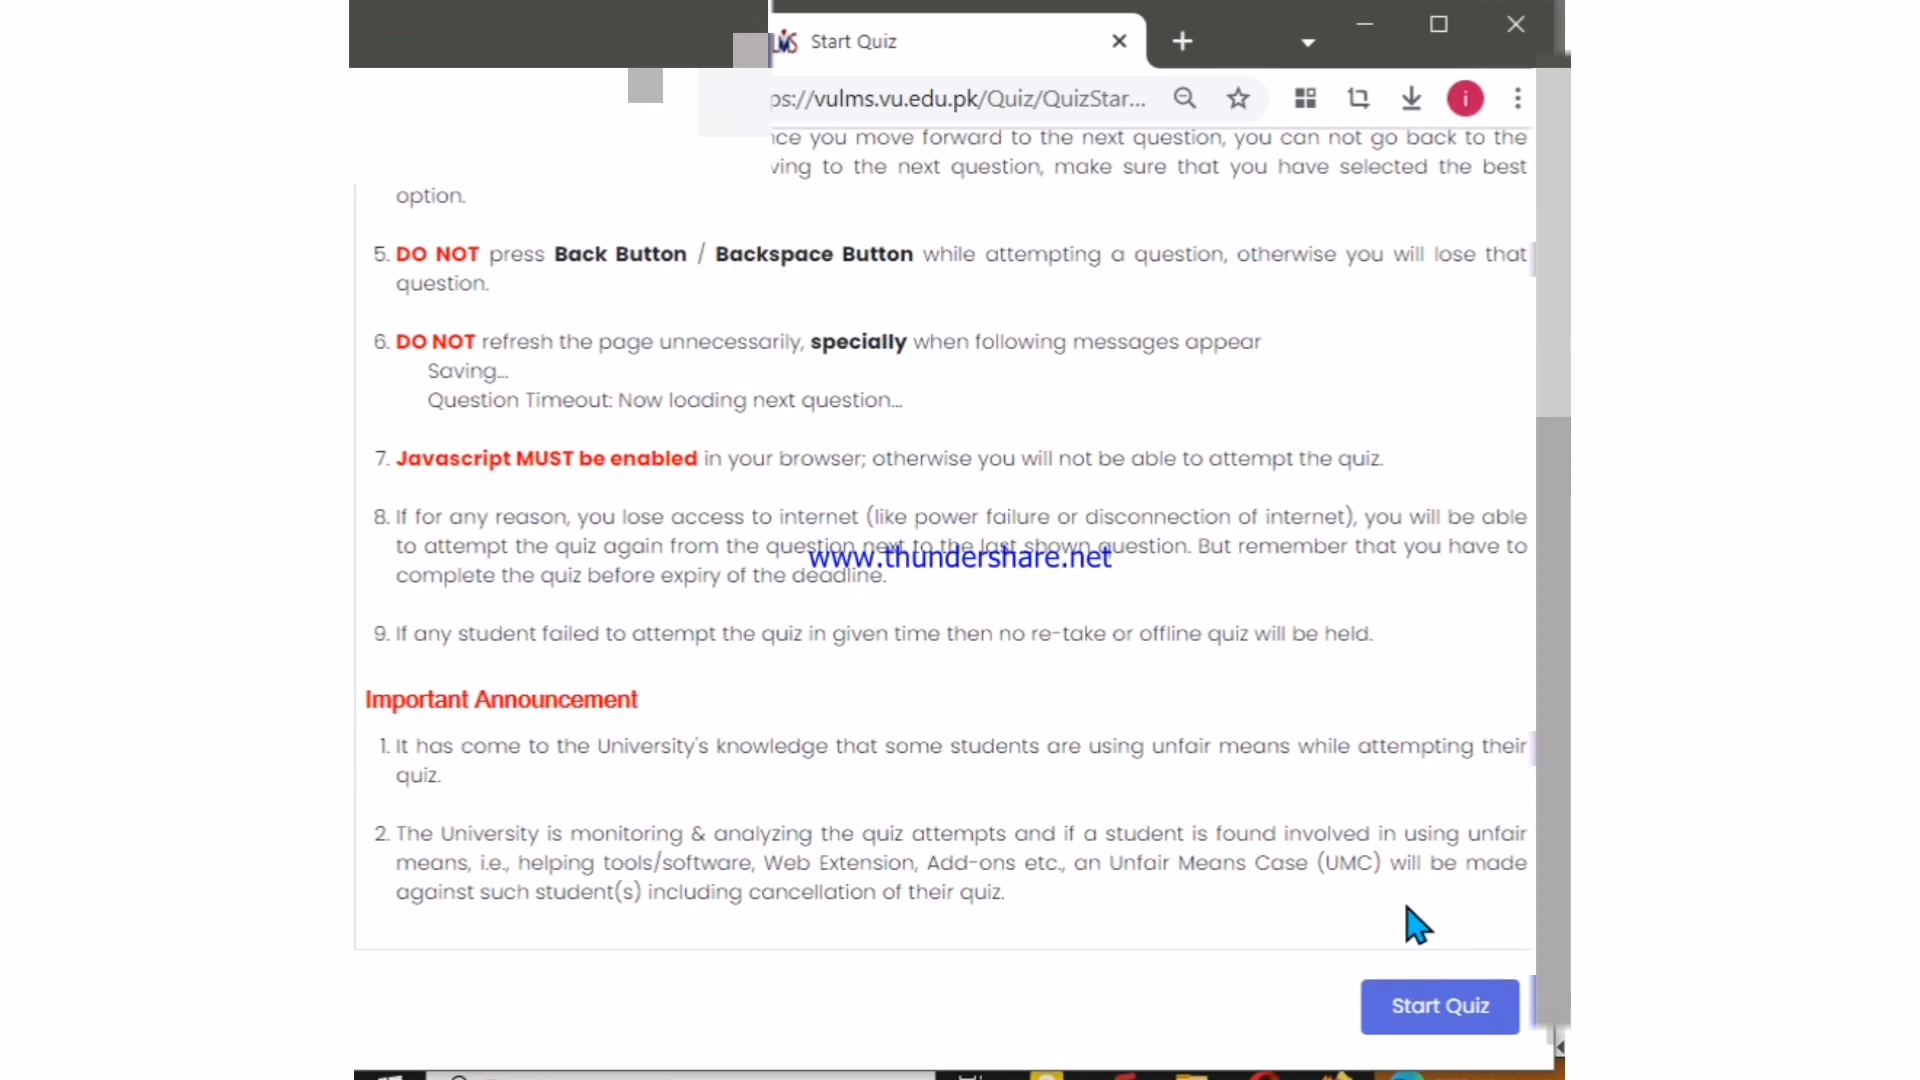 Start Quiz
ps://vulms.vu.edu.pk/Quiz/QuizStar...
i
nce you move forward to the next question, you can not go back to the
ving to the next question, make sure that you have selected the best
option.
5. DO NOT press Back Button / Backspace Button while attempting a question, otherwise you will lose that
question.
6. DO NOT refresh the page unnecessarily, specially when following messages appear
Saving...
Question Timeout: Now loading next question...
7. Javascript MUST be enabled in your browser; otherwise you will not be able to attempt the quiz.
8. If for any reason, you lose access to internet (like power failure or disconnection of internet), you will be able
to attempt the quiz again from the question next to the last shown question. But remember that you have to
www.thundershare.net
complete the quiz before expiry of the deadline.
9. If any student failed to attempt the quiz in given time then no re-take or offline quiz will be held.
Important Announcement
1. It has come to the University's knowledge that some students are using unfair means while attempting their
quiz.
2. The University is monitoring & analyzing the quiz attempts and if a student is found involved in using unfair
means, i.e., helping tools/software, Web Extension, Add-ons etc., an Unfair Means Case (UMC) will be made
against such student(s) including cancellation of their quiz.
Start Quiz